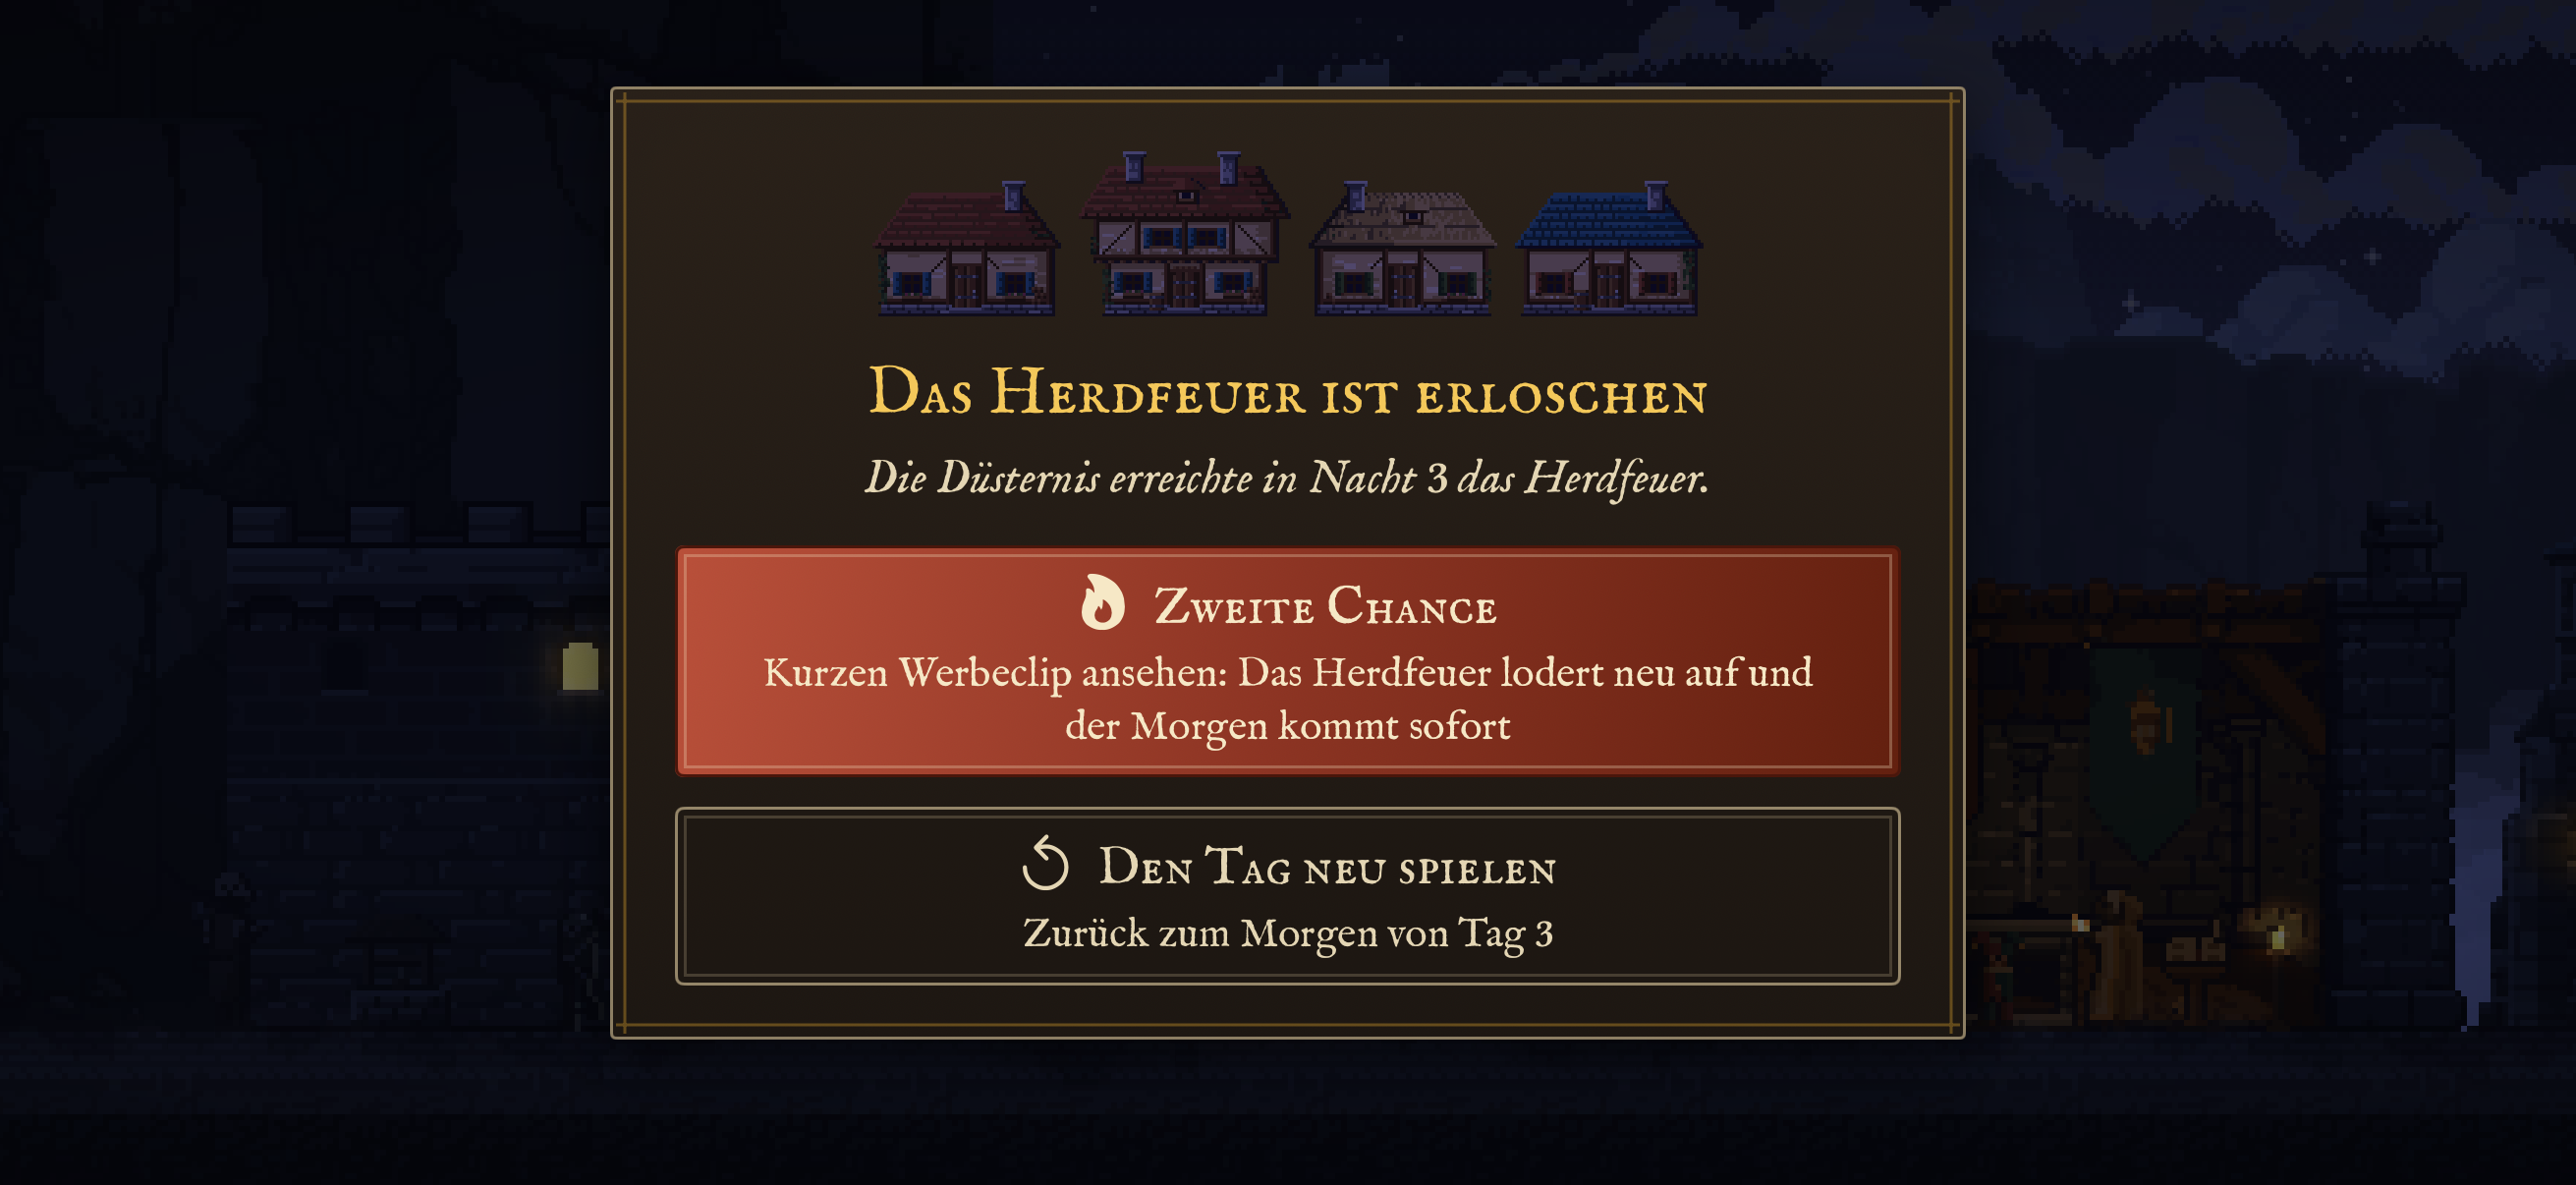 Das Herdfeuer ist erloschen
Die Düsternis erreichte in Nacht 3 das Herdfeuer.
Zweite Chance
Kurzen Werbeclip ansehen: Das Herdfeuer lodert neu auf und
der Morgen kommt sofort
Den Tag neu spielen
Zurück zum Morgen von Tag 3